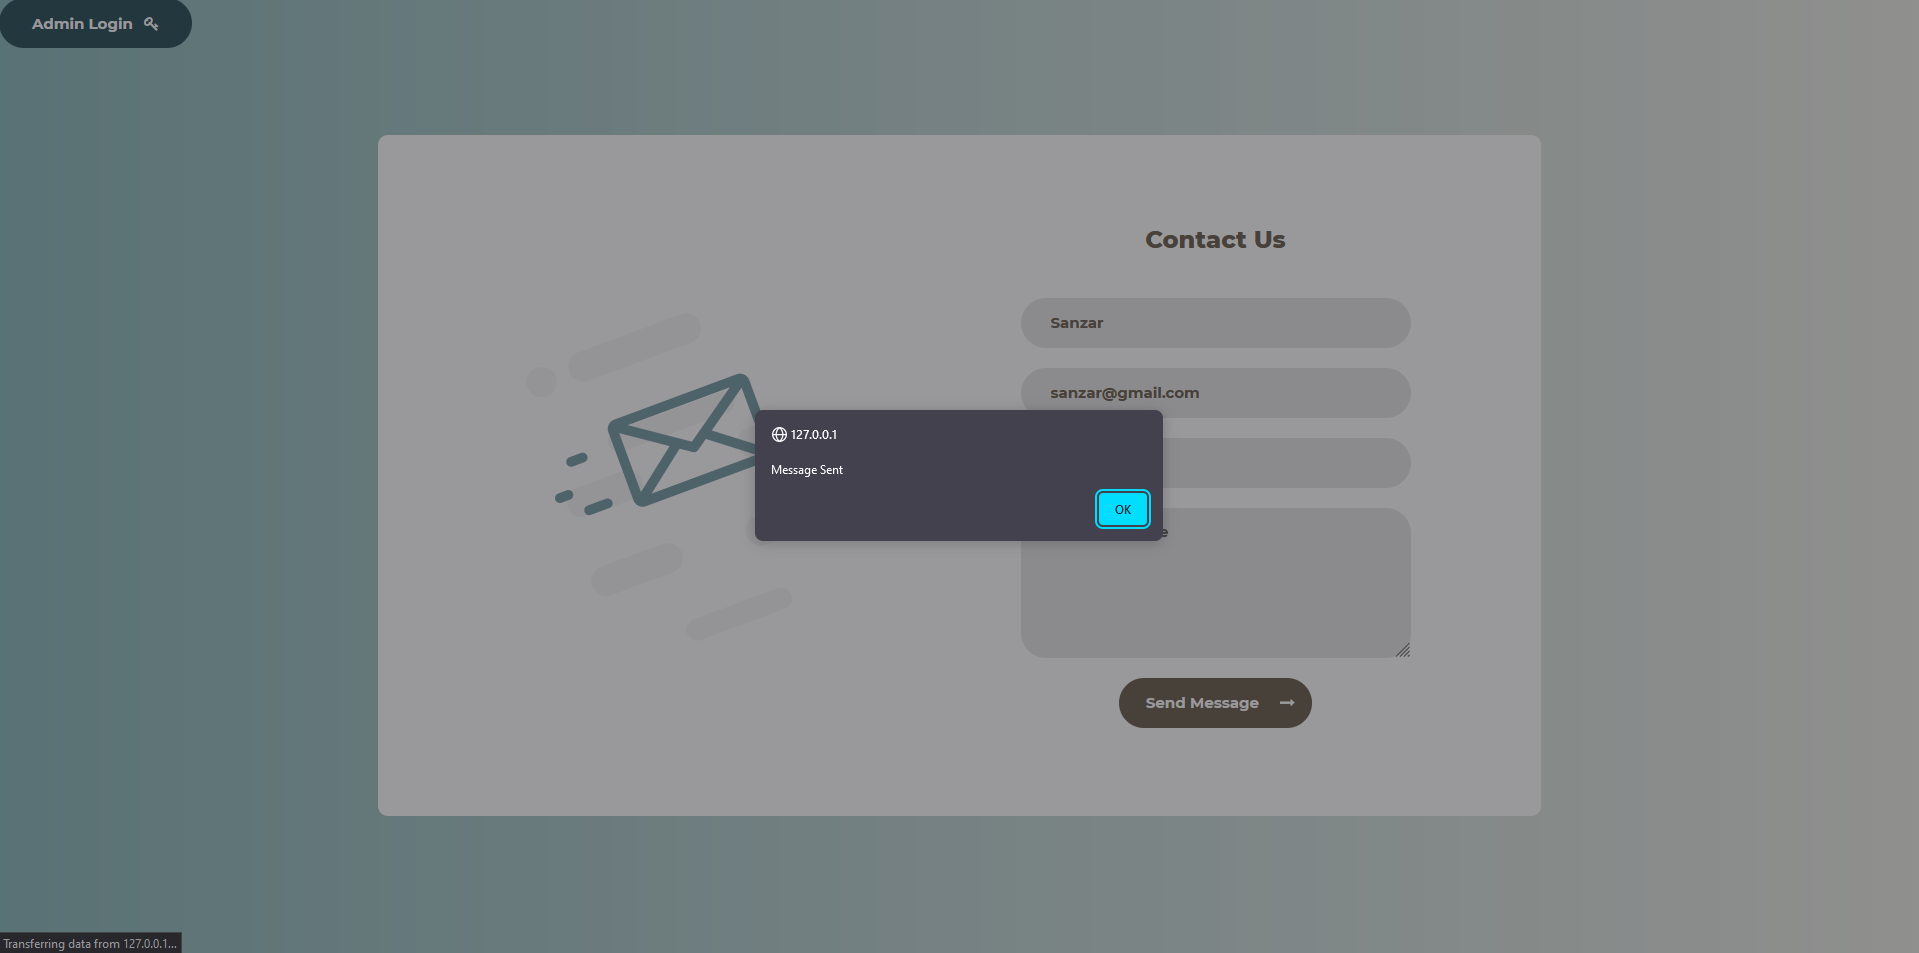 Admin Login
Contact Us
Sanzar
sanzar@gmail.com
127.0.0.1
Message Sent
OK
Send Message
Transferring data from 127.0.0.1...